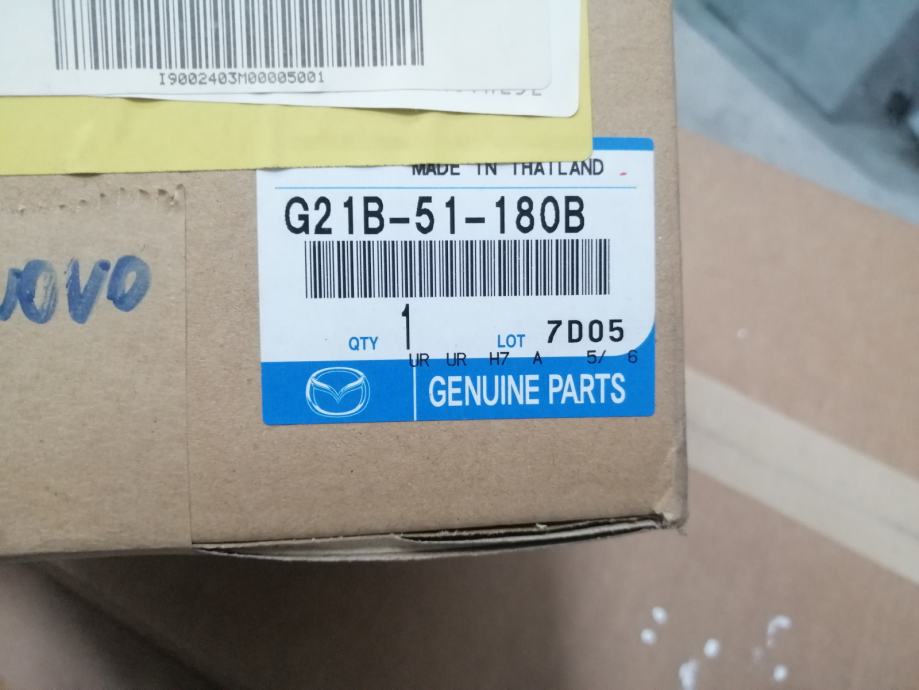 I9002403M00005001
MADE IN THAILAND
G21B-51-180B
QTY 1 LOT 7D05
UR UR H7 A 5/ 6
GENUINE PARTS